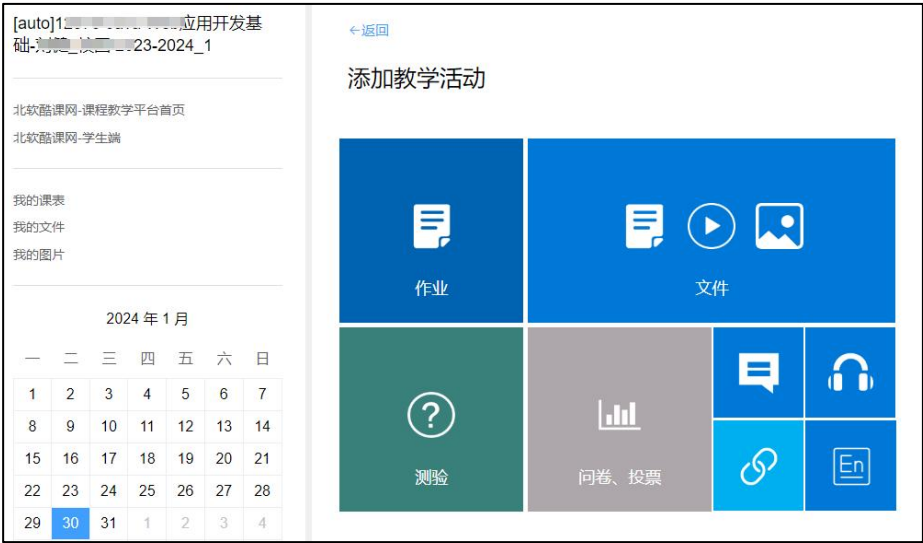 [auto]1 应用开发基
础- 23-2024_1
北软酷课网-课程教学平台首页
北软酷课网-学生端
我的课表
我的文件
我的图片
2024 年 1 月
一 二 三 四 五 六 日
1 2 3 4 5 6 7
8 9 10 11 12 13 14
15 16 17 18 19 20 21
22 23 24 25 26 27 28
29 30 31 1 2 3 4
←返回
添加教学活动
作业
文件
测验
问卷、投票
En